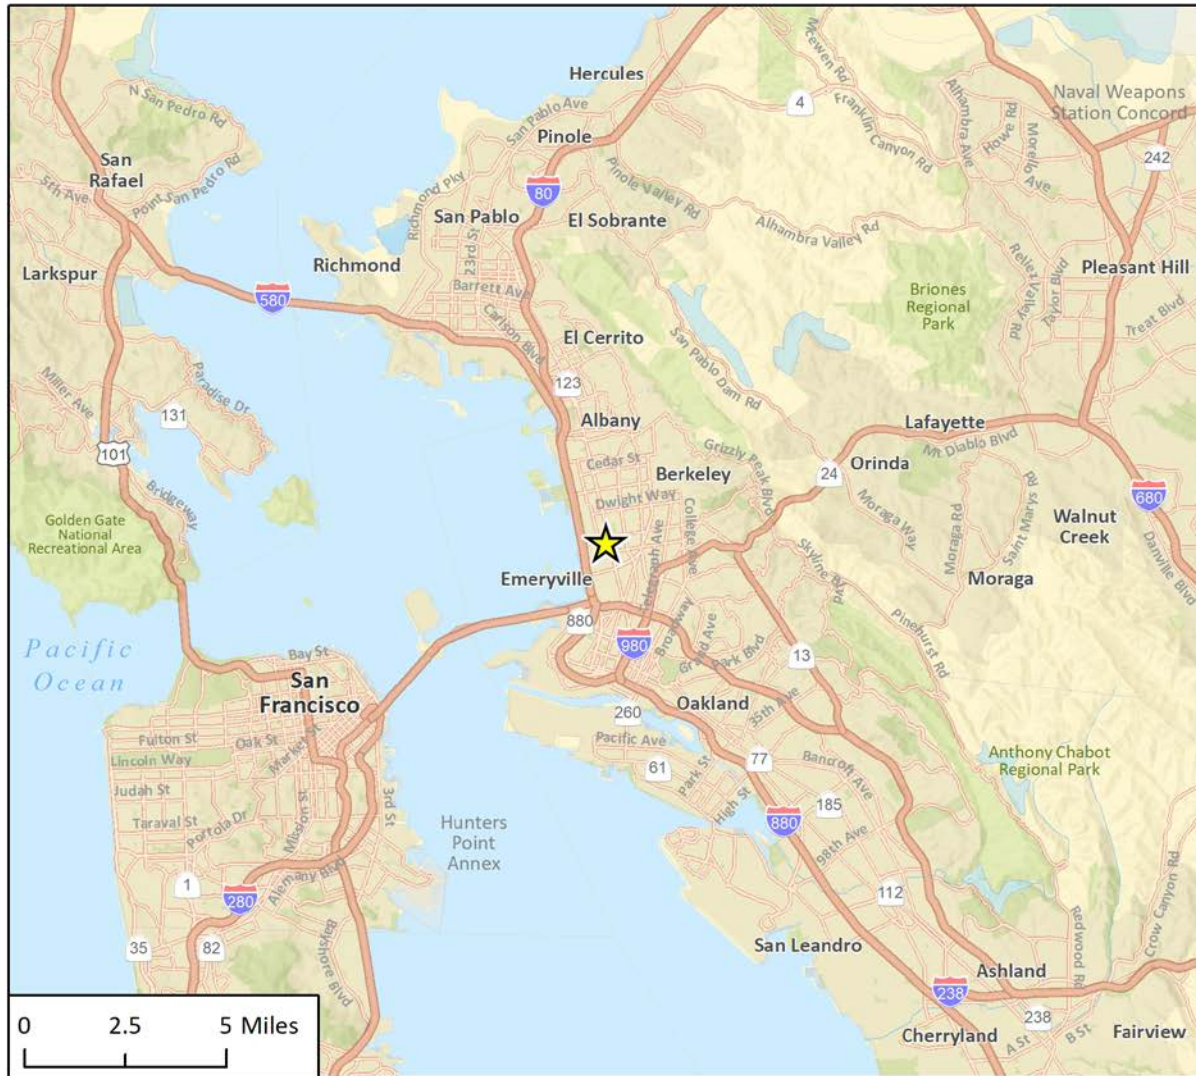 Hercules
Mcewen Rd
4
Franklin Canyon Rd
Alhambra Ave
Howe Rd
Morello Ave
Naval Weapons
Station Concord
242
N San Pedro Rd
San Pablo Ave
Pinole
San
Rafael
5th Ave
Point San Pedro Rd
Richmond Pky
80
Pinole Valley Rd
San Pablo
23rd St
El Sobrante
Alhambra Valley Rd
Reliez Valley Rd
Taylor Blvd
Larkspur
Richmond
580
Barrett Ave
Carlson Blvd
Briones
Regional
Park
Pleasant Hill
Treat Blvd
El Cerrito
San Pablo Dam Rd
Miller Ave
Paradise Dr
131
123
Albany
Lafayette
Mt Diablo Blvd
101
Cedar St
Grizzly Peak Blvd
Berkeley
24
Orinda
Bridgeway
Dwight Way
College Ave
Moraga Way
Moraga Rd
Saint Marys Rd
680
Golden Gate
National
Recreational Area
Walnut
Creek
Danville Blvd
Emeryville
Telegraph Ave
Skyline Blvd
Moraga
880
980
Broadway
Grand Ave
Park Blvd
13
Pinehurst Rd
Pacific
Ocean
Bay St
San
Francisco
Oakland
260
35th Ave
Fulton St
Oak St
Market St
Lincoln Way
Pacific Ave
61
Park St
77
Bancroft Ave
Anthony Chabot
Regional Park
Judah St
Taraval St
Portola Dr
Mission St
3rd St
High St
185
880
98th Ave
Hunters
Point
Annex
1
280
Alemany Blvd
112
Bayshore Blvd
35
82
San Leandro
Redwood Rd
Crow Canyon Rd
Ashland
238
238
Cherryland
A St
B St
Fairview
0 2.5 5 Miles